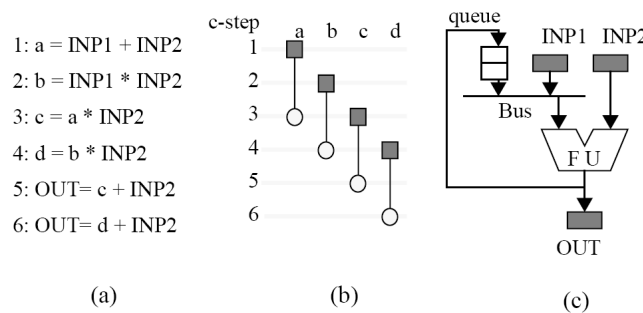 1: a = INP1 + INP2
2: b = INP1 * INP2
3: c = a * INP2
4: d = b * INP2
5: OUT= c + INP2
6: OUT= d + INP2
(a)
c-step a b c d
1
2
3
4
5
6
(b)
queue
INP1 INP2
Bus
F U
OUT
(c)